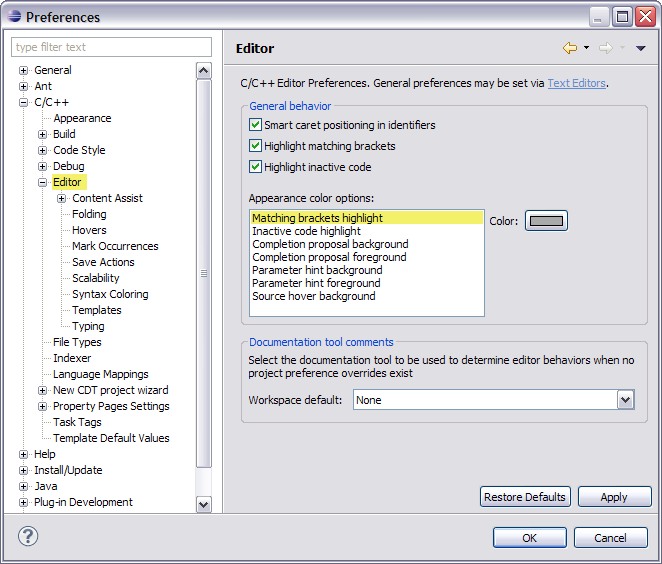 Preferences
type filter text
General
Ant
C/C++
Appearance
Build
Code Style
Debug
Editor
Content Assist
Folding
Hovers
Mark Occurrences
Save Actions
Scalability
Syntax Coloring
Templates
Typing
File Types
Indexer
Language Mappings
New CDT project wizard
Property Pages Settings
Task Tags
Template Default Values
Help
Install/Update
Java
Plug-in Development
Editor
C/C++ Editor Preferences. General preferences may be set via Text Editors.
General behavior
Smart caret positioning in identifiers
Highlight matching brackets
Highlight inactive code
Appearance color options:
Matching brackets highlight
Inactive code highlight
Completion proposal background
Completion proposal foreground
Parameter hint background
Parameter hint foreground
Source hover background
Color:
Documentation tool comments
Select the documentation tool to be used to determine editor behaviors when no
project preference overrides exist
Workspace default: None
Restore Defaults Apply
? OK Cancel